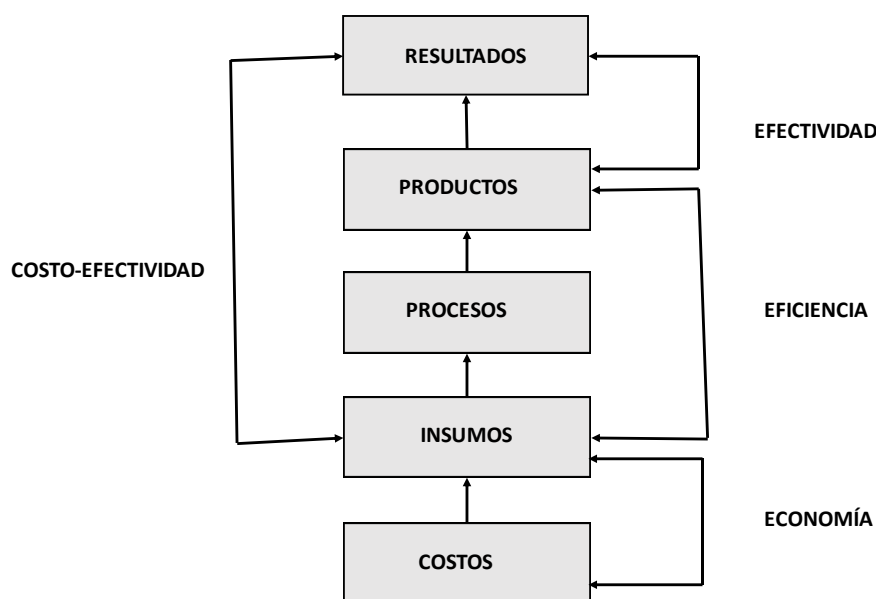 RESULTADOS
EFECTIVIDAD
PRODUCTOS
COSTO-EFECTIVIDAD
PROCESOS
EFICIENCIA
INSUMOS
ECONOMÍA
COSTOS